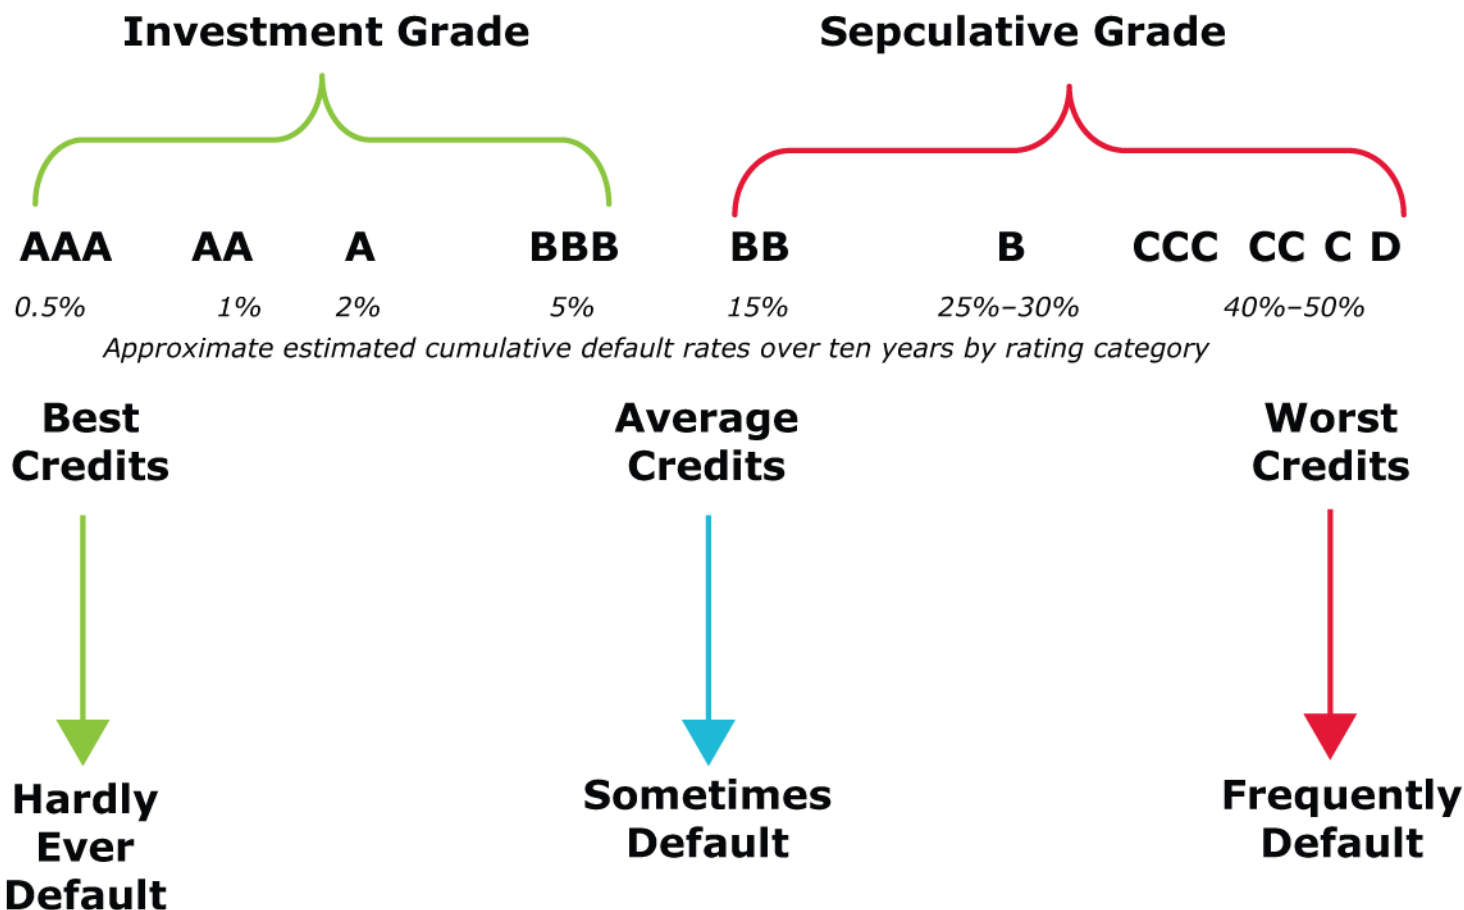 Investment Grade
Sepculative Grade
AAA AA A BBB BB B CCC CC C D
0.5% 1% 2% 5% 15% 25%–30% 40%–50%
Approximate estimated cumulative default rates over ten years by rating category
Best
Credits
Average
Credits
Worst
Credits
Hardly
Ever
Default
Sometimes
Default
Frequently
Default